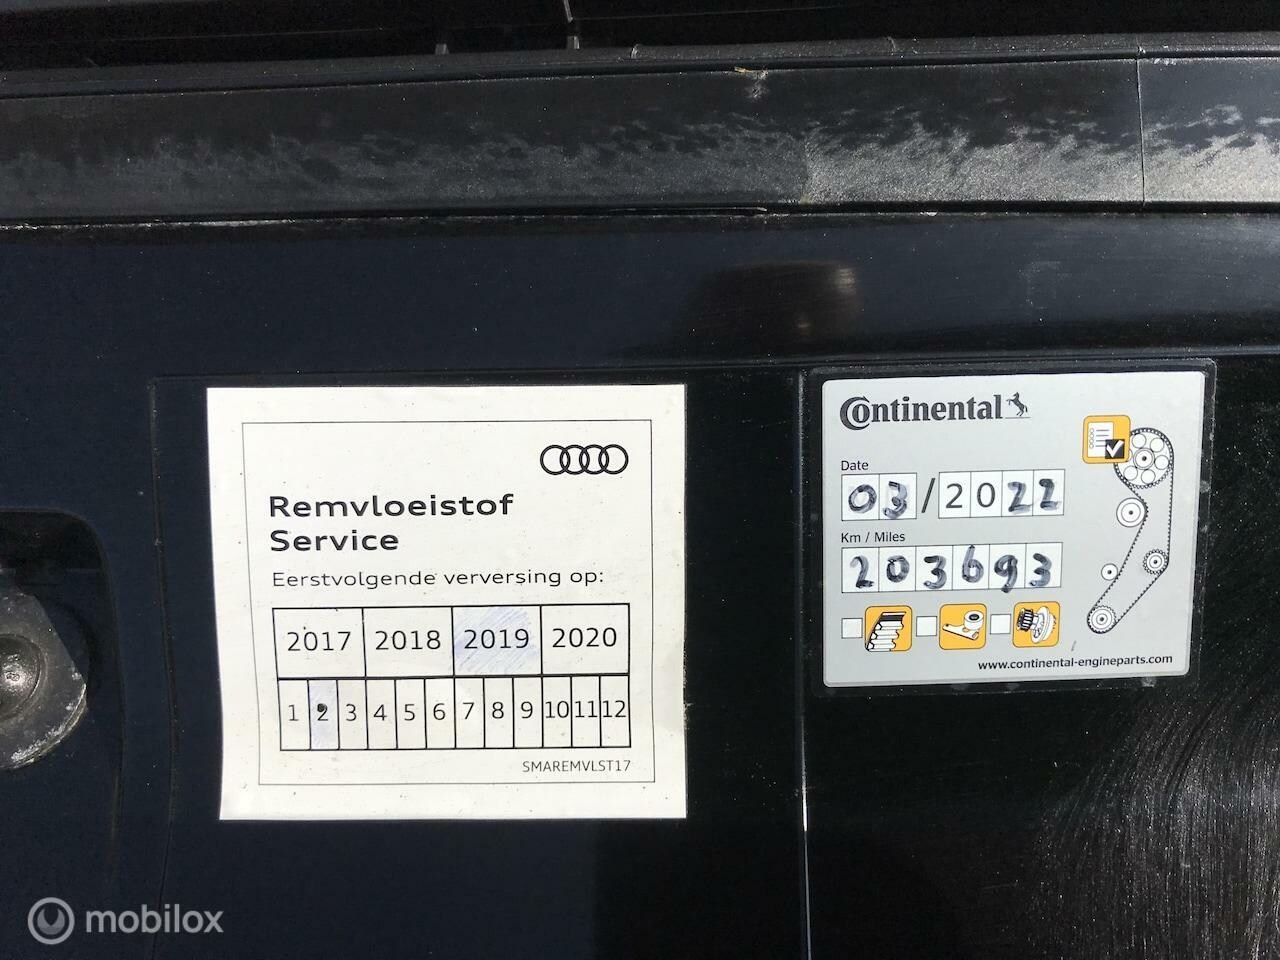 Remvloeistof
Service
Eerstvolgende verversing op:
2017 2018 2019 2020
1 2 3 4 5 6 7 8 9 10 11 12
SMAREMVLST17
Continental
Date
03/2022
Km / Miles
203693
www.continental-engineparts.com
mobilox